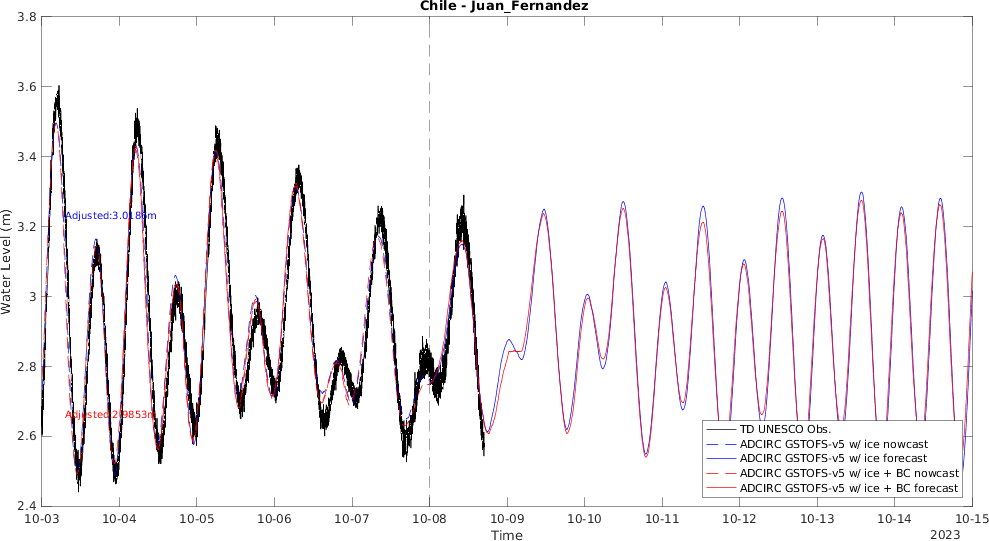 Chile - Juan_Fernandez
3.8
3.6
3.4
3.2
3
2.8
2.6
2.4
Water Level (m)
Adjusted:3.0186m
Adjusted:2.9853m
TD UNESCO Obs.
ADCIRC GSTOFS-v5 w/ ice nowcast
ADCIRC GSTOFS-v5 w/ ice forecast
ADCIRC GSTOFS-v5 w/ ice + BC nowcast
ADCIRC GSTOFS-v5 w/ ice + BC forecast
10-03 10-04 10-05 10-06 10-07 10-08 10-09 10-10 10-11 10-12 10-13 10-14 10-15
Time
2023